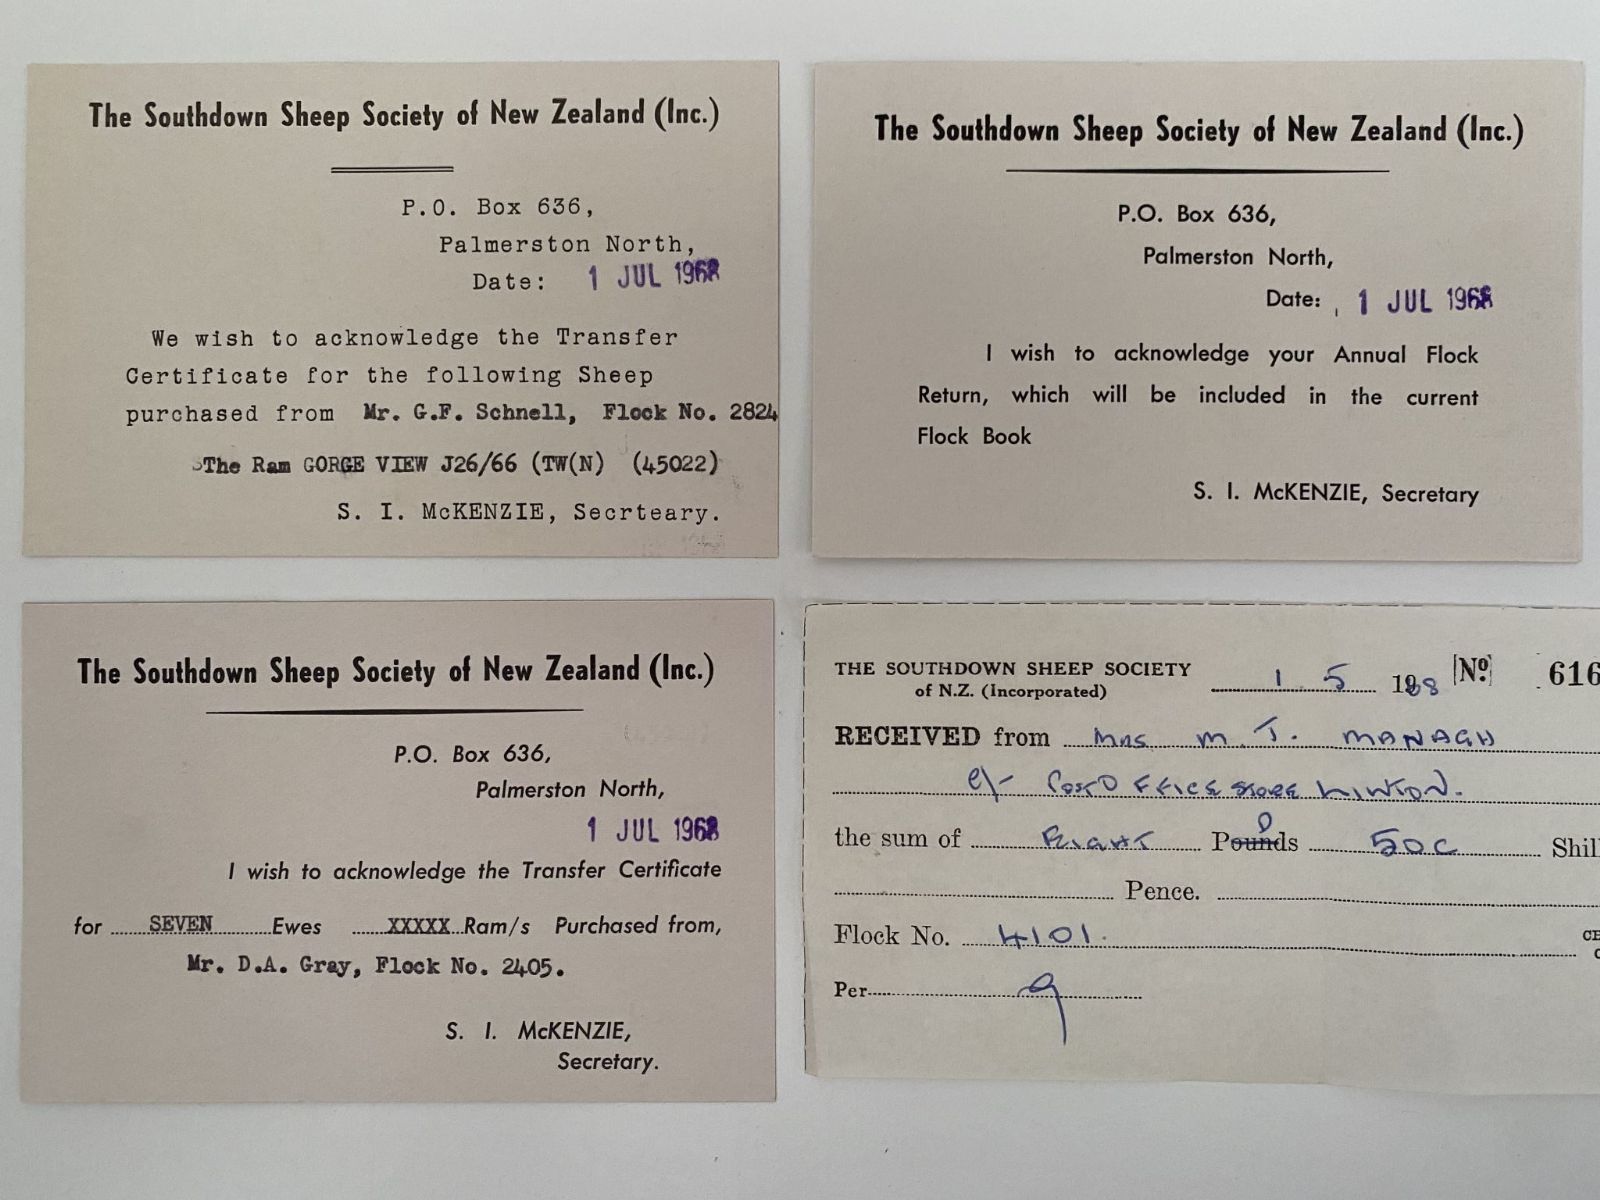 The Southdown Sheep Society of New Zealand (Inc.)
P.O. Box 636,
Palmerston North,
Date: 1 JUL 1968
We wish to acknowledge the Transfer
Certificate for the following Sheep
purchased from Mr. G.F. Schnell, Flock No. 2824
The Ram GORGE VIEW J26/66 (TW(N) (45022)
S. I. McKENZIE, Secrteary.
The Southdown Sheep Society of New Zealand (Inc.)
P.O. Box 636,
Palmerston North,
Date: 1 JUL 1968
I wish to acknowledge your Annual Flock
Return, which will be included in the current
Flock Book
S. I. McKENZIE, Secretary
The Southdown Sheep Society of New Zealand (Inc.)
P.O. Box 636,
Palmerston North,
1 JUL 1968
I wish to acknowledge the Transfer Certificate
for SEVEN Ewes XXXXX Ram/s Purchased from,
Mr. D.A. Gray, Flock No. 2405.
S. I. McKENZIE,
Secretary.
THE SOUTHDOWN SHEEP SOCIETY
of N.Z. (Incorporated)
1 5 1968 No. 616
RECEIVED from Mrs M. J. MANAGH
c/- POST OFFICE STORE LINTON.
the sum of EIGHT Pounds 50c Shill
Pence.
Flock No. 4101.
Per